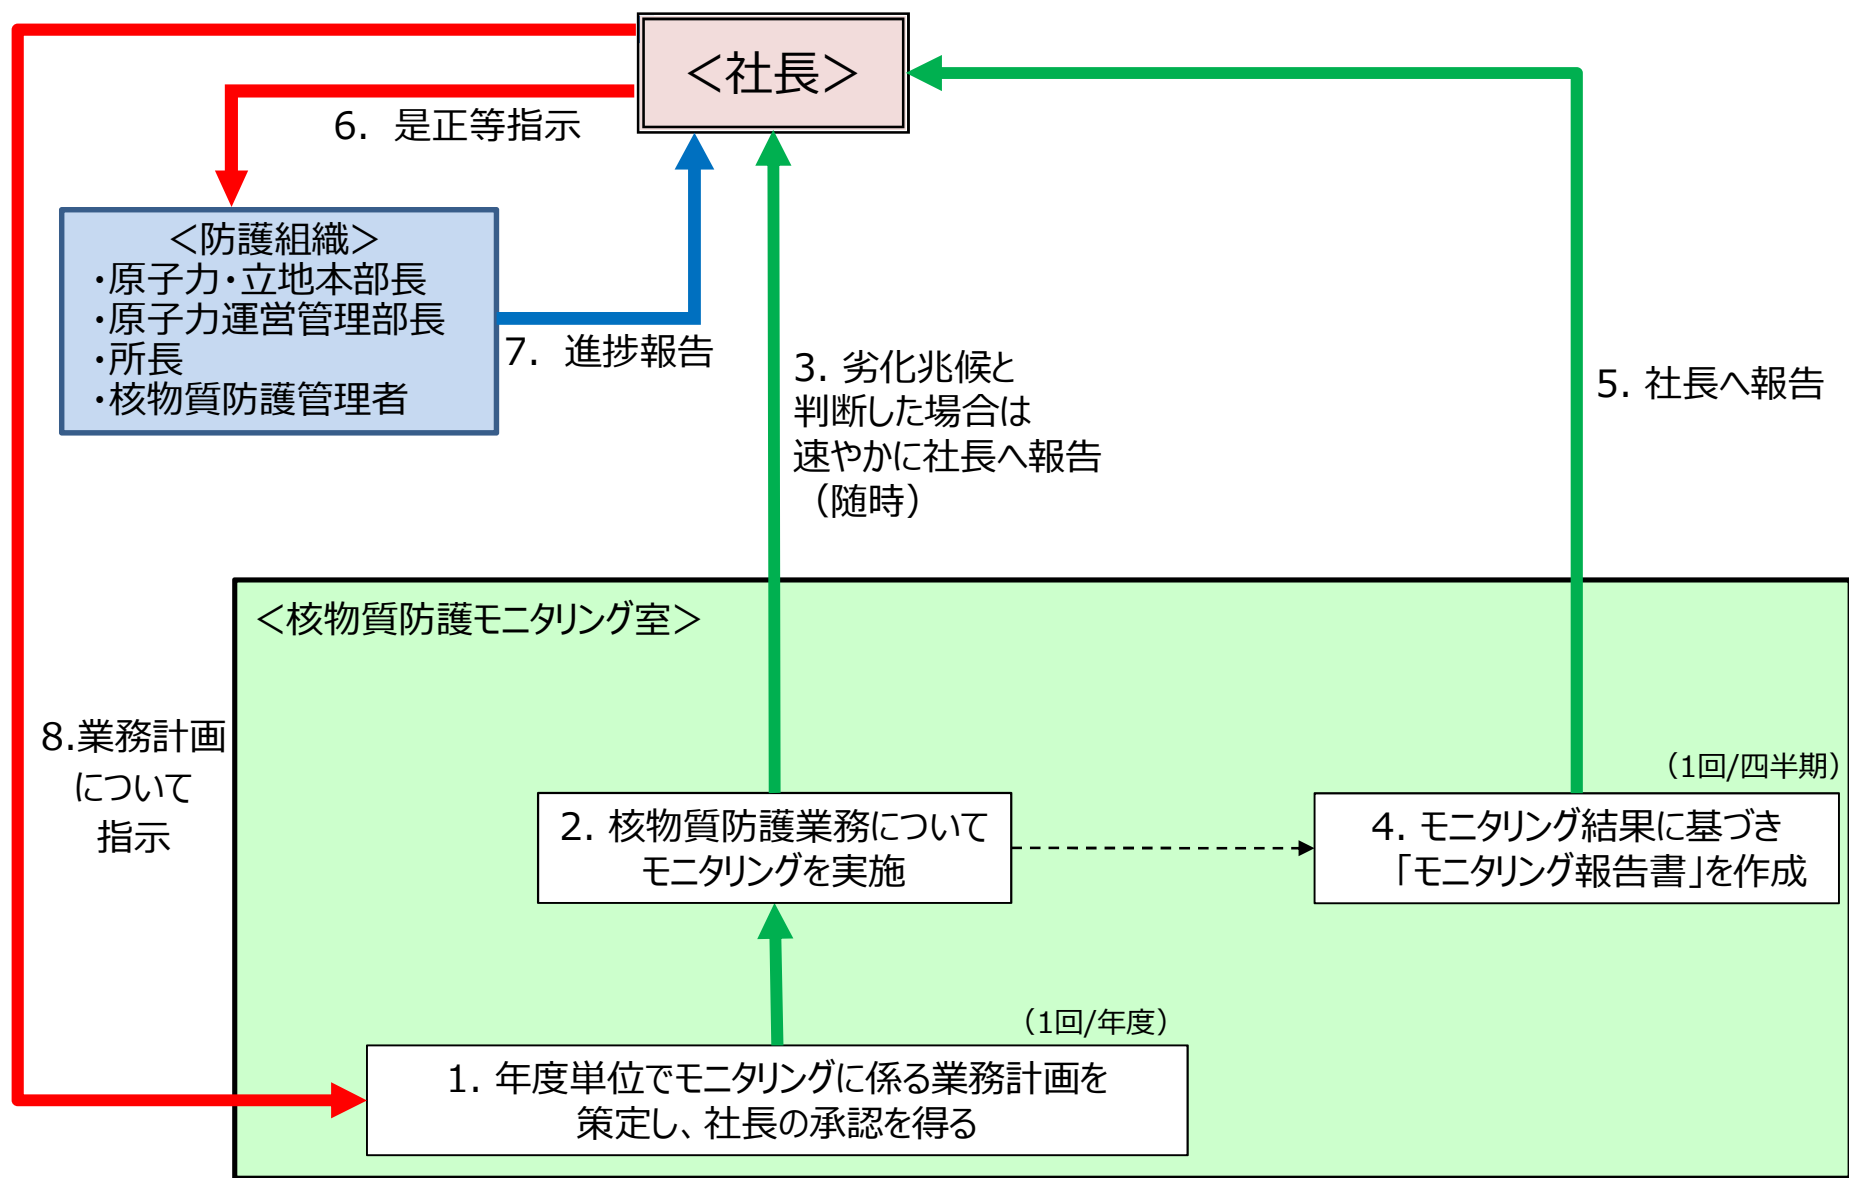 ＜社長＞
6. 是正等指示
＜防護組織＞
・原子力・立地本部長
・原子力運営管理部長
・所長
・核物質防護管理者
7. 進捗報告
3. 劣化兆候と
判断した場合は
速やかに社長へ報告
（随時）
5. 社長へ報告
＜核物質防護モニタリング室＞
8.業務計画
について
指示
（1回/四半期）
2. 核物質防護業務について
モニタリングを実施
4. モニタリング結果に基づき
「モニタリング報告書」を作成
（1回/年度）
1. 年度単位でモニタリングに係る業務計画を
策定し、社長の承認を得る